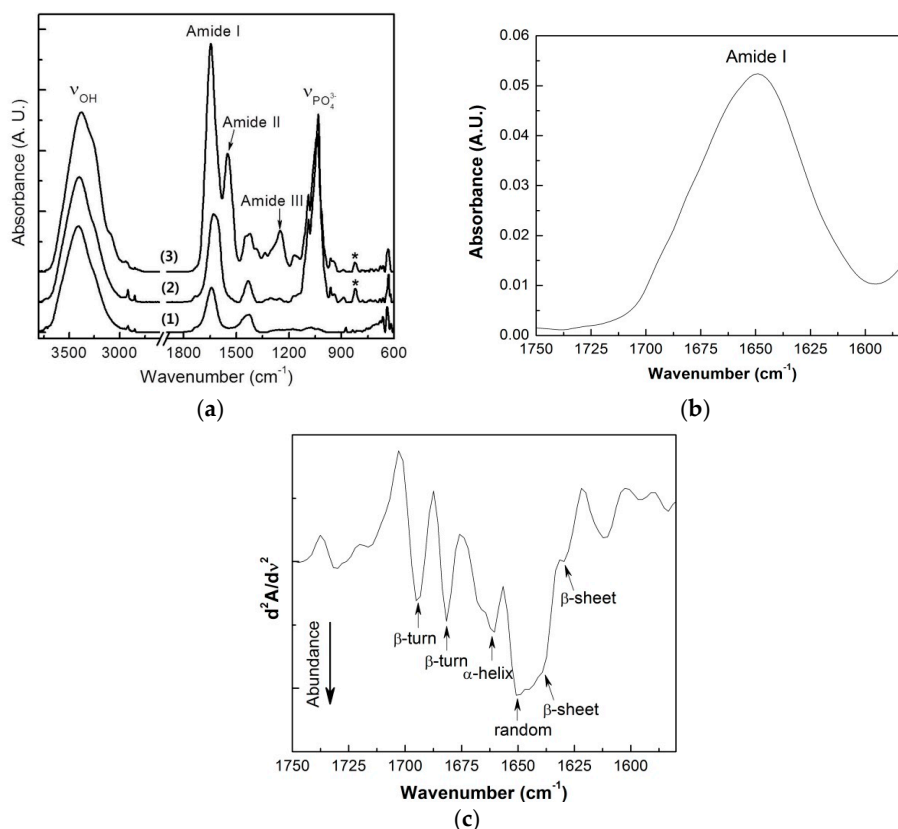 Amide I
ν OH
Amide II
ν PO₄³⁻
Amide III
(3)
*
(2)
*
(1)
Absorbance (A. U.)
3500 3000 1800 1500 1200 900 600
Wavenumber (cm⁻¹)
(a)
0.06
0.05
0.04
0.03
0.02
0.01
0.00
Amide I
Absorbance (A.U.)
1750 1725 1700 1675 1650 1625 1600
Wavenumber (cm⁻¹)
(b)
d²A/dν²
Abundance
β-turn
β-turn
α-helix
random
β-sheet
β-sheet
1750 1725 1700 1675 1650 1625 1600
Wavenumber (cm⁻¹)
(c)